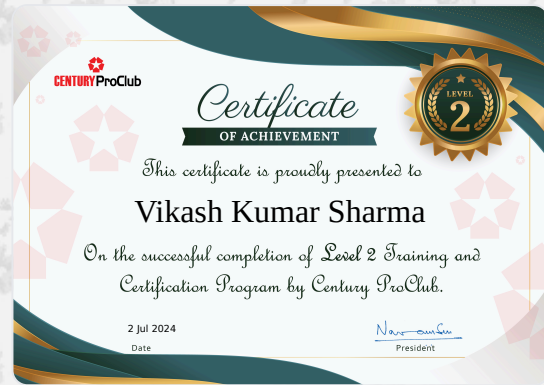 CENTURY ProClub
Certificate
OF ACHIEVEMENT
LEVEL
2
This certificate is proudly presented to
Vikash Kumar Sharma
On the successful completion of Level 2 Training and
Certification Program by Century ProClub.
2 Jul 2024
Date
President